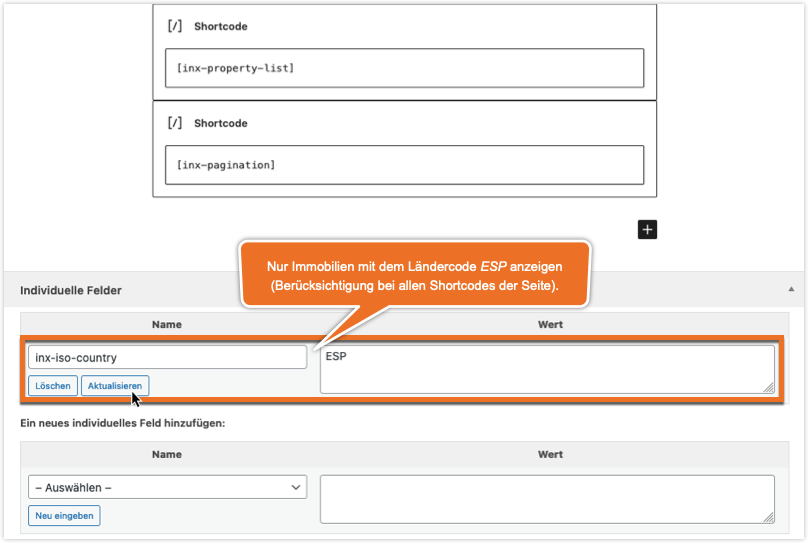 [/] Shortcode
[inx-property-list]
[/] Shortcode
[inx-pagination]
+
Nur Immobilien mit dem Ländercode ESP anzeigen
(Berücksichtigung bei allen Shortcodes der Seite).
Individuelle Felder
Name Wert
inx-iso-country ESP
Löschen Aktualisieren
Ein neues individuelles Feld hinzufügen:
Name Wert
– Auswählen –
Neu eingeben